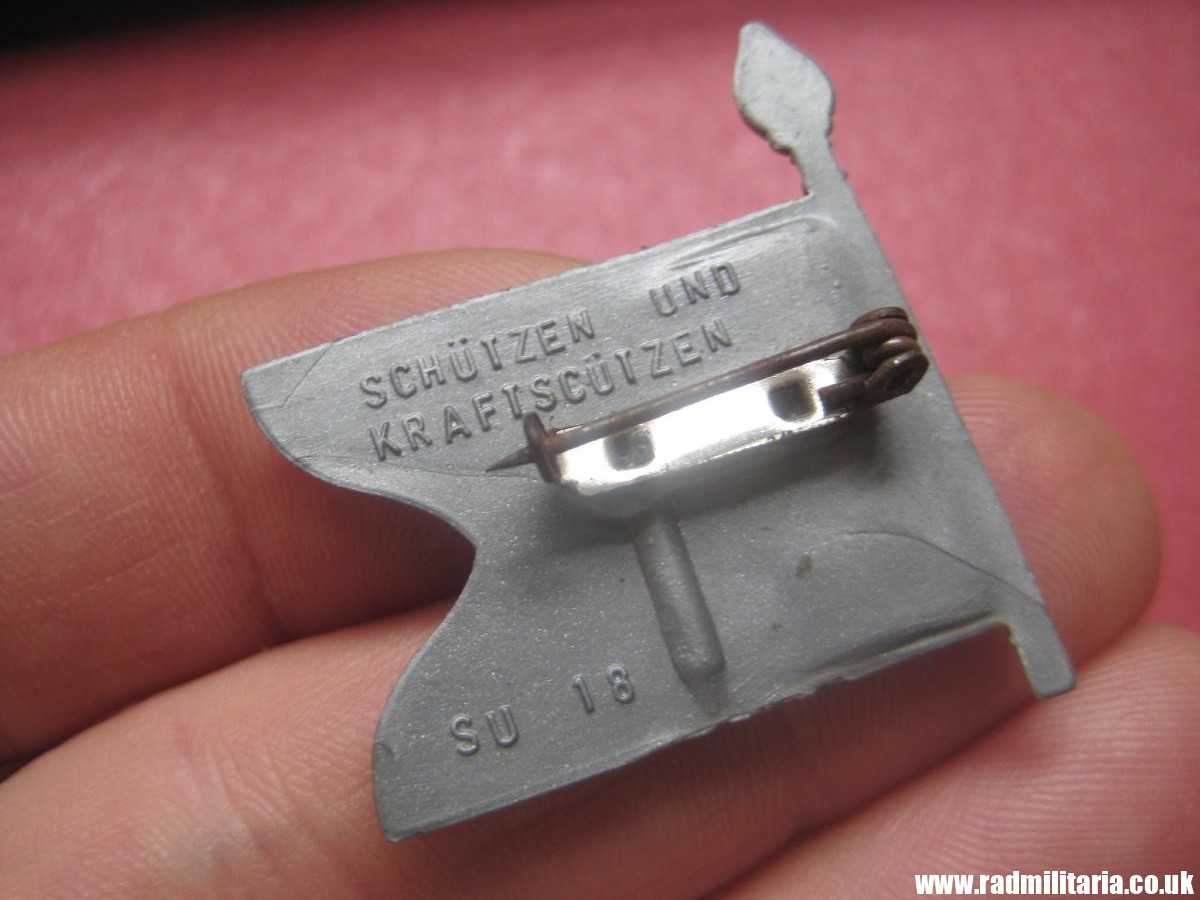 SCHÜTZEN UND
KRAFTSCÜTZEN
SU 18
www.radmilitaria.co.uk